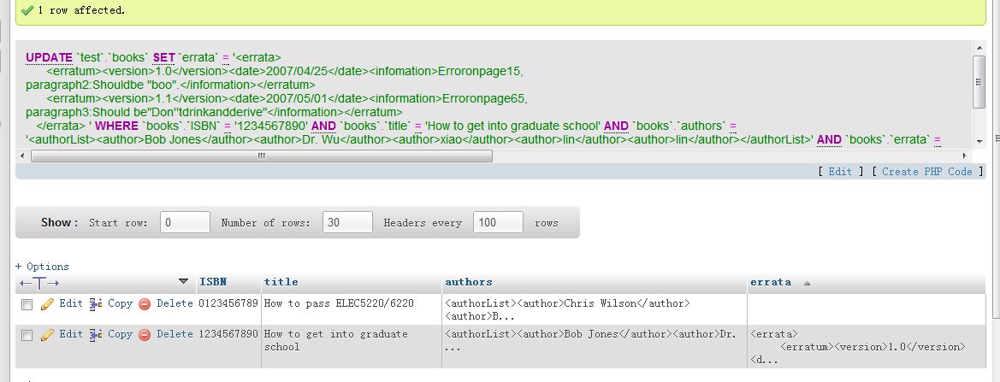 1 row affected.
UPDATE `test`.`books` SET `errata` = '<errata>
<erratum><version>1.0</version><date>2007/04/25</date><infomation>Erroronpage15,
paragraph2:Shouldbe "boo".</information></erratum>
<erratum><version>1.1</version><date>2007/05/01</date><infomation>Erroronpage65,
paragraph3:Should be"Don''tdrinkandderive"</information></erratum>
</errata> ' WHERE `books`.`ISBN` = '1234567890' AND `books`.`title` = 'How to get into graduate school' AND `books`.`authors` =
'<authorList><author>Bob Jones</author><author>Dr. Wu</author><author>xiao</author><author>lin</author><author>lin</author></authorList>' AND `books`.`errata` =
[ Edit ] [ Create PHP Code ]
Show : Start row: 0 Number of rows: 30 Headers every 100 rows
+ Options
←T→ ISBN title authors errata
Edit Copy Delete 0123456789 How to pass ELEC5220/6220 <authorList><author>Chris Wilson</author>
<author>B...
Edit Copy Delete 1234567890 How to get into graduate <authorList><author>Bob Jones</author><author>Dr. <errata>
school ... <erratum><version>1.0</version>
<d...